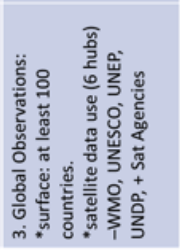 3. Global Observations:
*surface: at least 100
countries.
*satellite data use (6 hubs)
–WMO, UNESCO, UNEP,
UNDP, + Sat Agencies